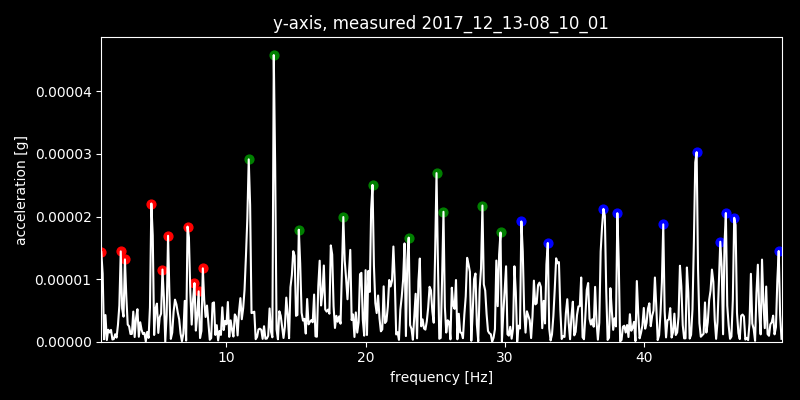 y-axis, measured 2017_12_13-08_10_01
0.00004
0.00003
0.00002
0.00001
0.00000
acceleration [g]
10 20 30 40
frequency [Hz]